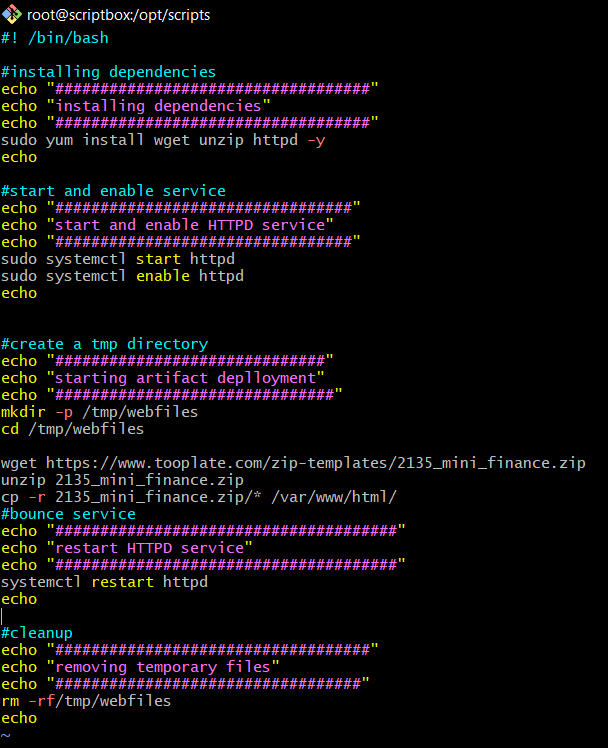 root@scriptbox:/opt/scripts
#! /bin/bash
#installing dependencies
echo "###################################"
echo "installing dependencies"
echo "###################################"
sudo yum install wget unzip httpd -y
echo
#start and enable service
echo "#################################"
echo "start and enable HTTPD service"
echo "#################################"
sudo systemctl start httpd
sudo systemctl enable httpd
echo
#create a tmp directory
echo "##############################"
echo "starting artifact deplloyment"
echo "###############################"
mkdir -p /tmp/webfiles
cd /tmp/webfiles
wget https://www.tooplate.com/zip-templates/2135_mini_finance.zip
unzip 2135_mini_finance.zip
cp -r 2135_mini_finance.zip/* /var/www/html/
#bounce service
echo "######################################"
echo "restart HTTPD service"
echo "######################################"
systemctl restart httpd
echo
#cleanup
echo "###################################"
echo "removing temporary files"
echo "##################################"
rm -rf/tmp/webfiles
echo
~